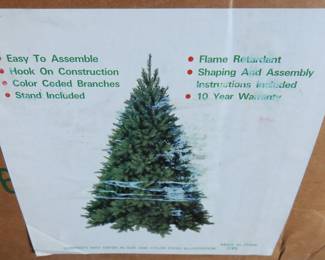 Easy To Assemble
Hook On Construction
Color Coded Branches
Stand Included
Flame Retardant
Shaping And Assembly
Instructions Included
10 Year Warranty